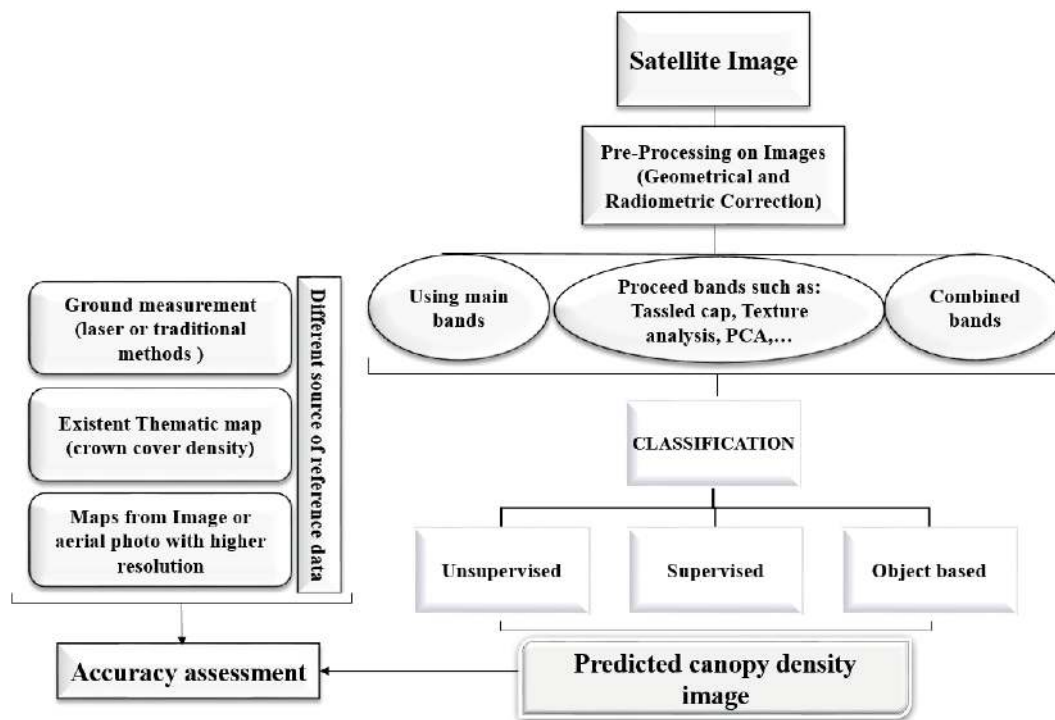 Satellite Image
Pre-Processing on Images
(Geometrical and
Radiometric Correction)
Using main
bands
Proceed bands such as:
Tassled cap, Texture
analysis, PCA,…
Combined
bands
CLASSIFICATION
Unsupervised
Supervised
Object based
Predicted canopy density
image
Ground measurement
(laser or traditional
methods )
Existent Thematic map
(crown cover density)
Maps from Image or
aerial photo with higher
resolution
Different source of reference data
Accuracy assessment